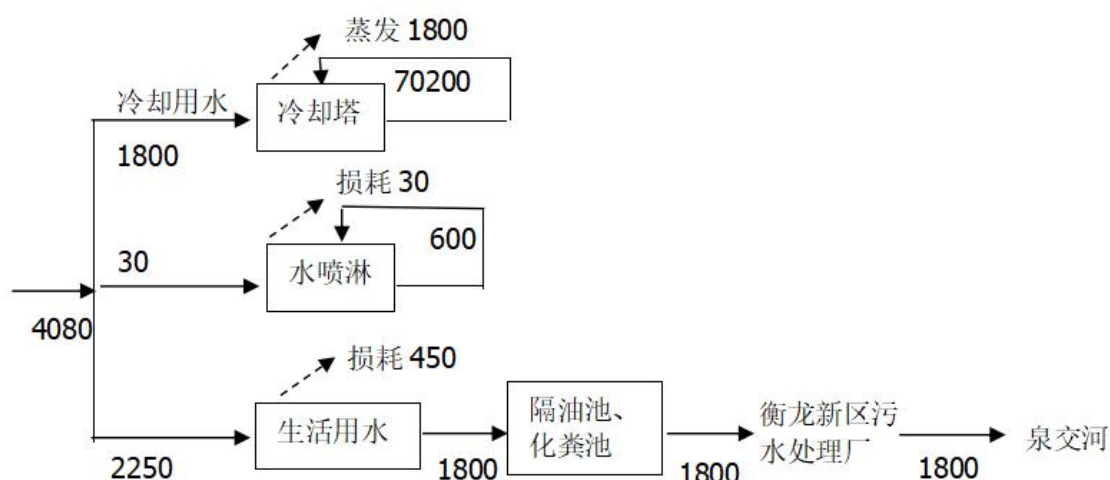 蒸发 1800
70200
冷却用水
冷却塔
1800
损耗 30
600
30
水喷淋
4080
损耗 450
生活用水
隔油池、
化粪池
衡龙新区污
水处理厂
泉交河
2250
1800
1800
1800